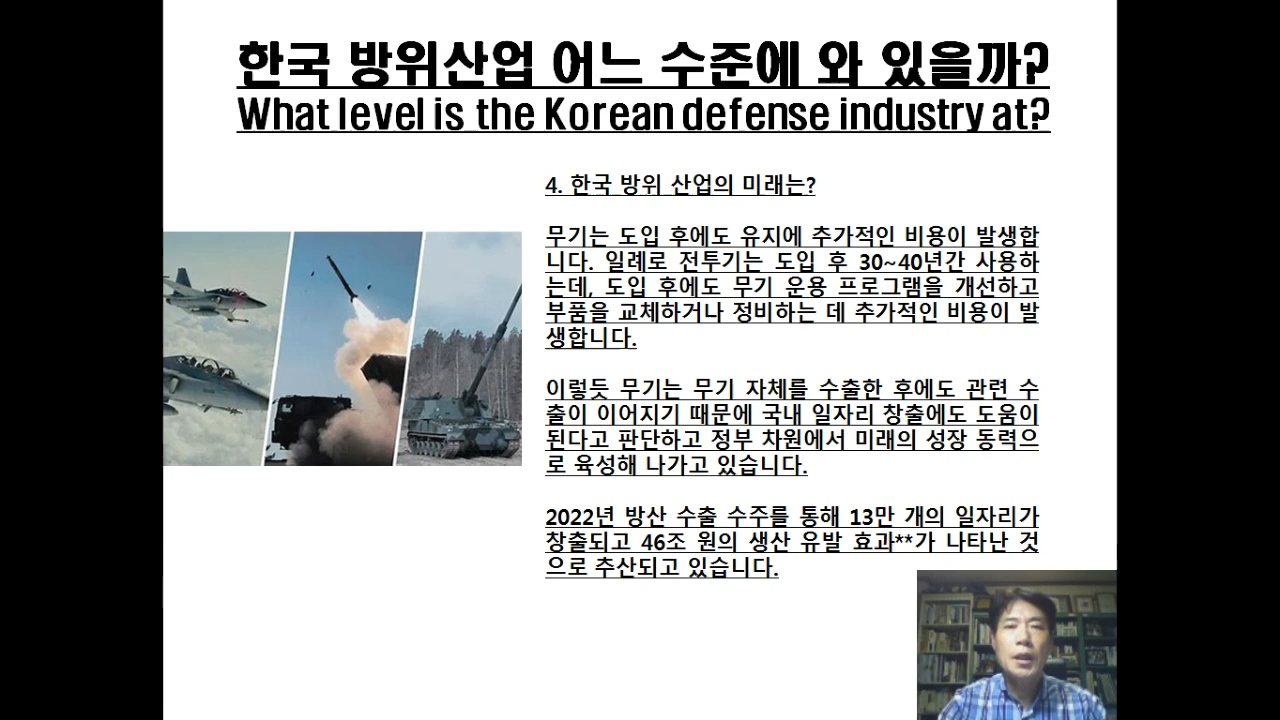 한국 방위산업 어느 수준에 와 있을까?
What level is the Korean defense industry at?
4. 한국 방위 산업의 미래는?
무기는 도입 후에도 유지에 추가적인 비용이 발생합
니다. 일례로 전투기는 도입 후 30~40년간 사용하
는데, 도입 후에도 무기 운용 프로그램을 개선하고
부품을 교체하거나 정비하는 데 추가적인 비용이 발
생합니다.
이렇듯 무기는 무기 자체를 수출한 후에도 관련 수
출이 이어지기 때문에 국내 일자리 창출에도 도움이
된다고 판단하고 정부 차원에서 미래의 성장 동력으
로 육성해 나가고 있습니다.
2022년 방산 수출 수주를 통해 13만 개의 일자리가
창출되고 46조 원의 생산 유발 효과**가 나타난 것
으로 추산되고 있습니다.